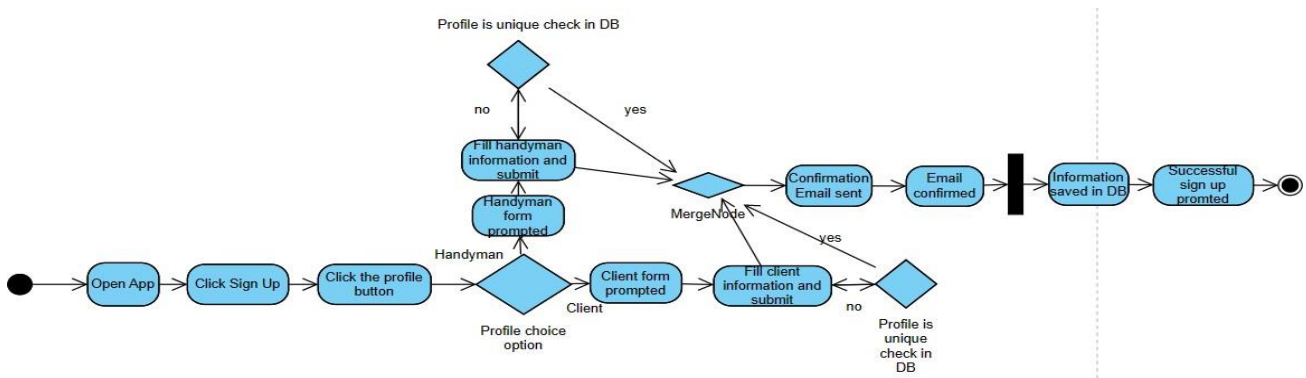 Profile is unique check in DB
no
yes
Fill handyman
information and
submit
Handyman
form
prompted
Handyman
MergeNode
Confirmation
Email sent
Email
confirmed
Information
saved in DB
Successful
sign up
promted
Open App
Click Sign Up
Click the profile
button
Profile choice
option
Client
Client form
prompted
Fill client
information and
submit
yes
no
Profile is
unique
check in
DB